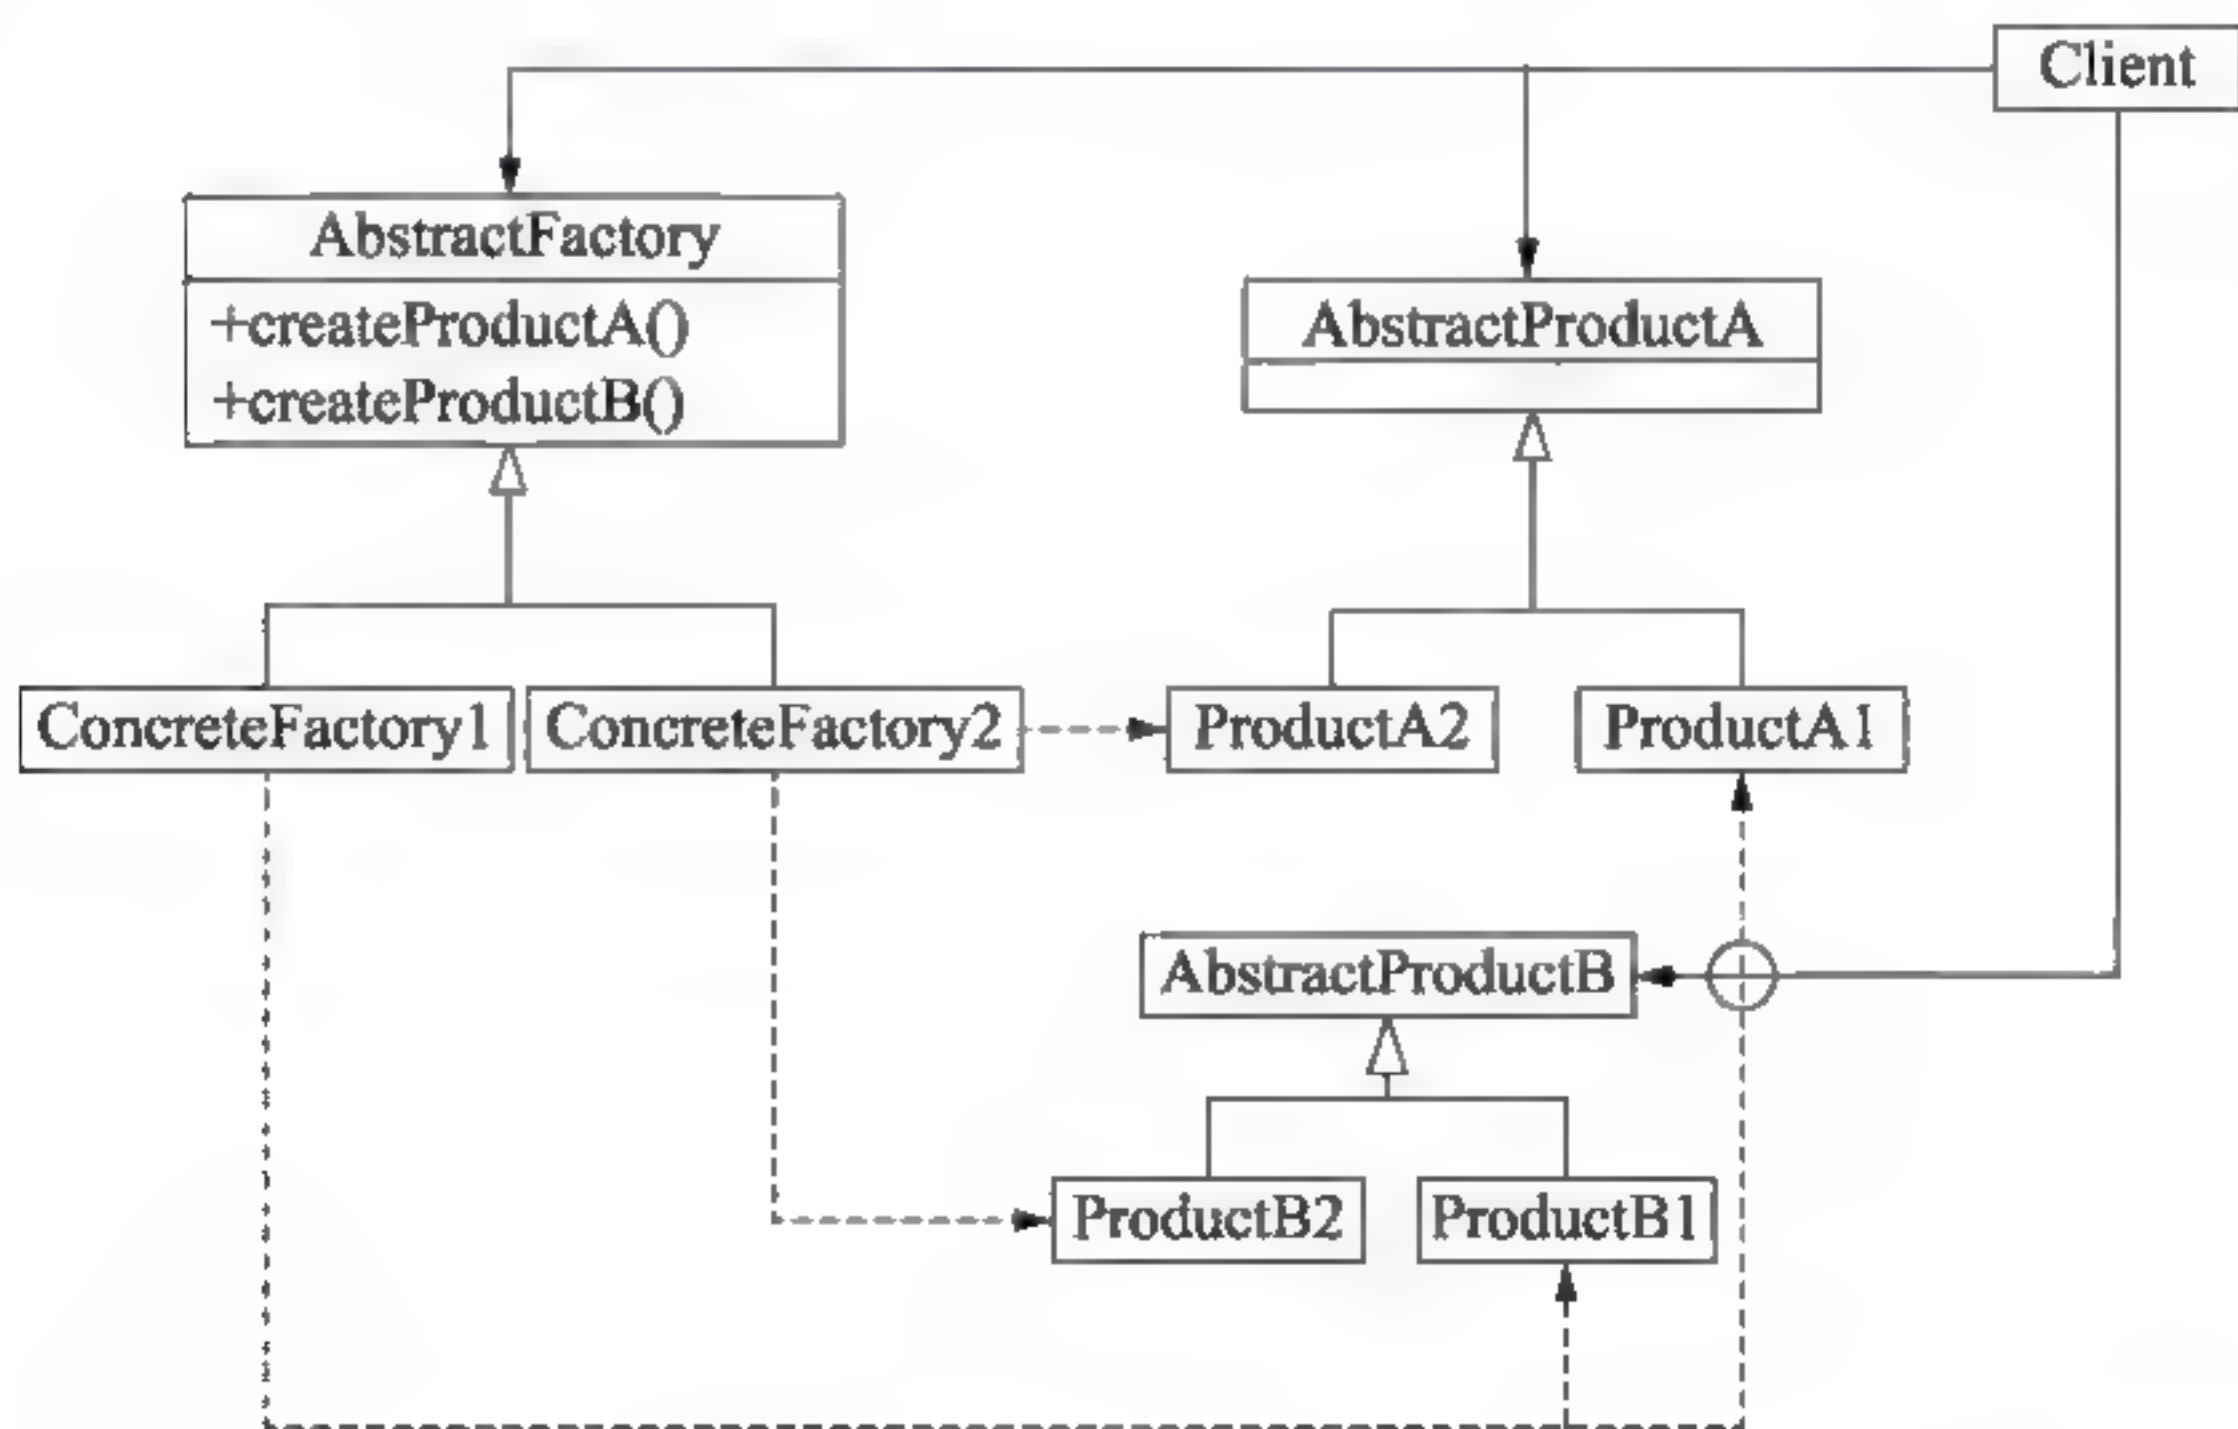 Client
AbstractFactory
+createProductA()
+createProductB()
AbstractProductA
ConcreteFactory1
ConcreteFactory2
ProductA2
ProductA1
AbstractProductB
ProductB2
ProductB1